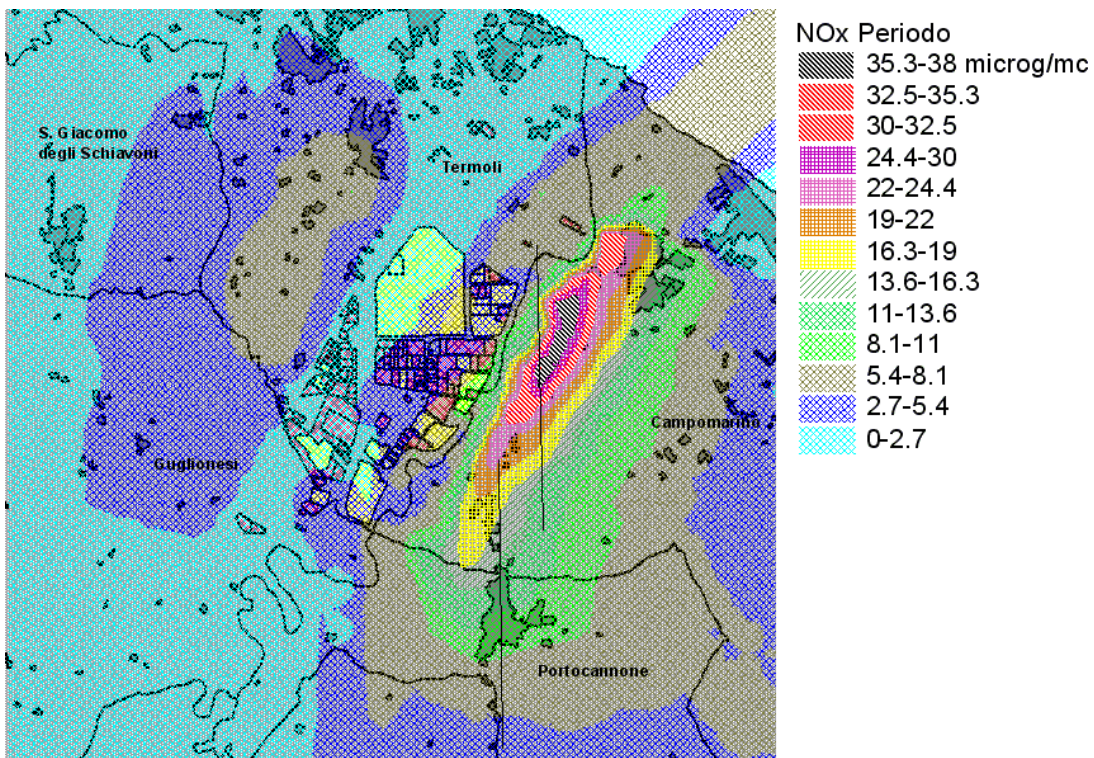 S. Giacomo
degli Schiavoni
Termoli
Guglionesi
Campomarino
Portocannone
NOx Periodo
35.3-38 microg/mc
32.5-35.3
30-32.5
24.4-30
22-24.4
19-22
16.3-19
13.6-16.3
11-13.6
8.1-11
5.4-8.1
2.7-5.4
0-2.7